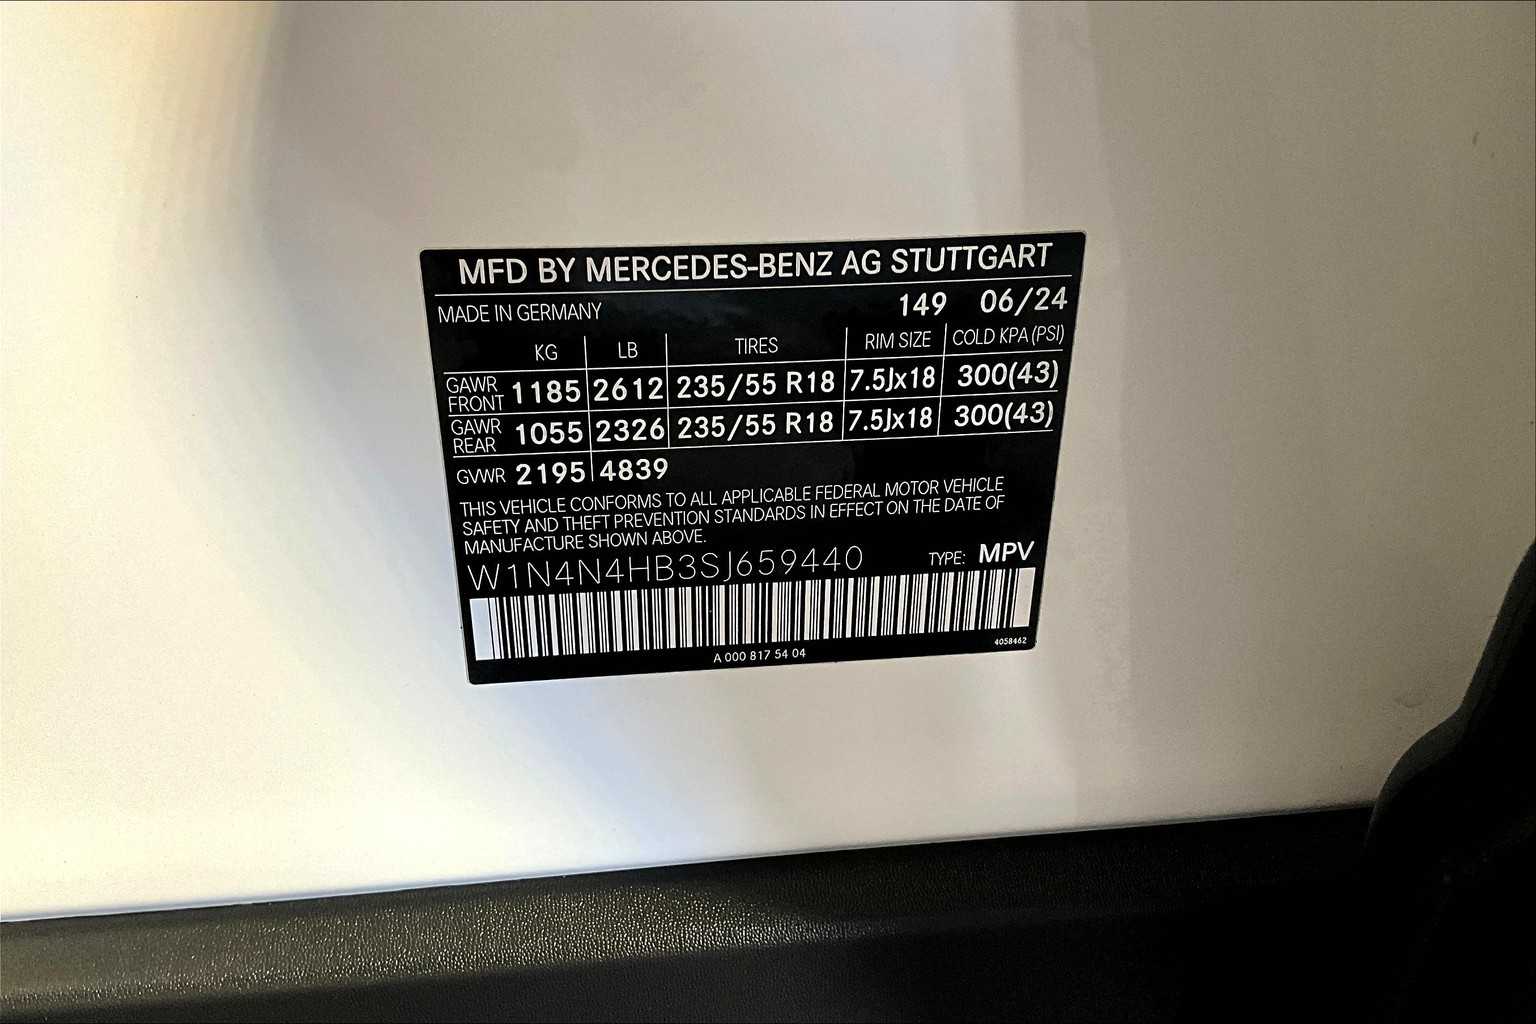 MFD BY MERCEDES-BENZ AG STUTTGART
MADE IN GERMANY 149 06/24
KG LB TIRES RIM SIZE COLD KPA (PSI)
GAWR FRONT 1185 2612 235/55 R18 7.5Jx18 300(43)
GAWR REAR 1055 2326 235/55 R18 7.5Jx18 300(43)
GVWR 2195 4839
THIS VEHICLE CONFORMS TO ALL APPLICABLE FEDERAL MOTOR VEHICLE
SAFETY AND THEFT PREVENTION STANDARDS IN EFFECT ON THE DATE OF
MANUFACTURE SHOWN ABOVE.
W1N4N4HB3SJ659440 TYPE: MPV
4058462
A 000 817 54 04